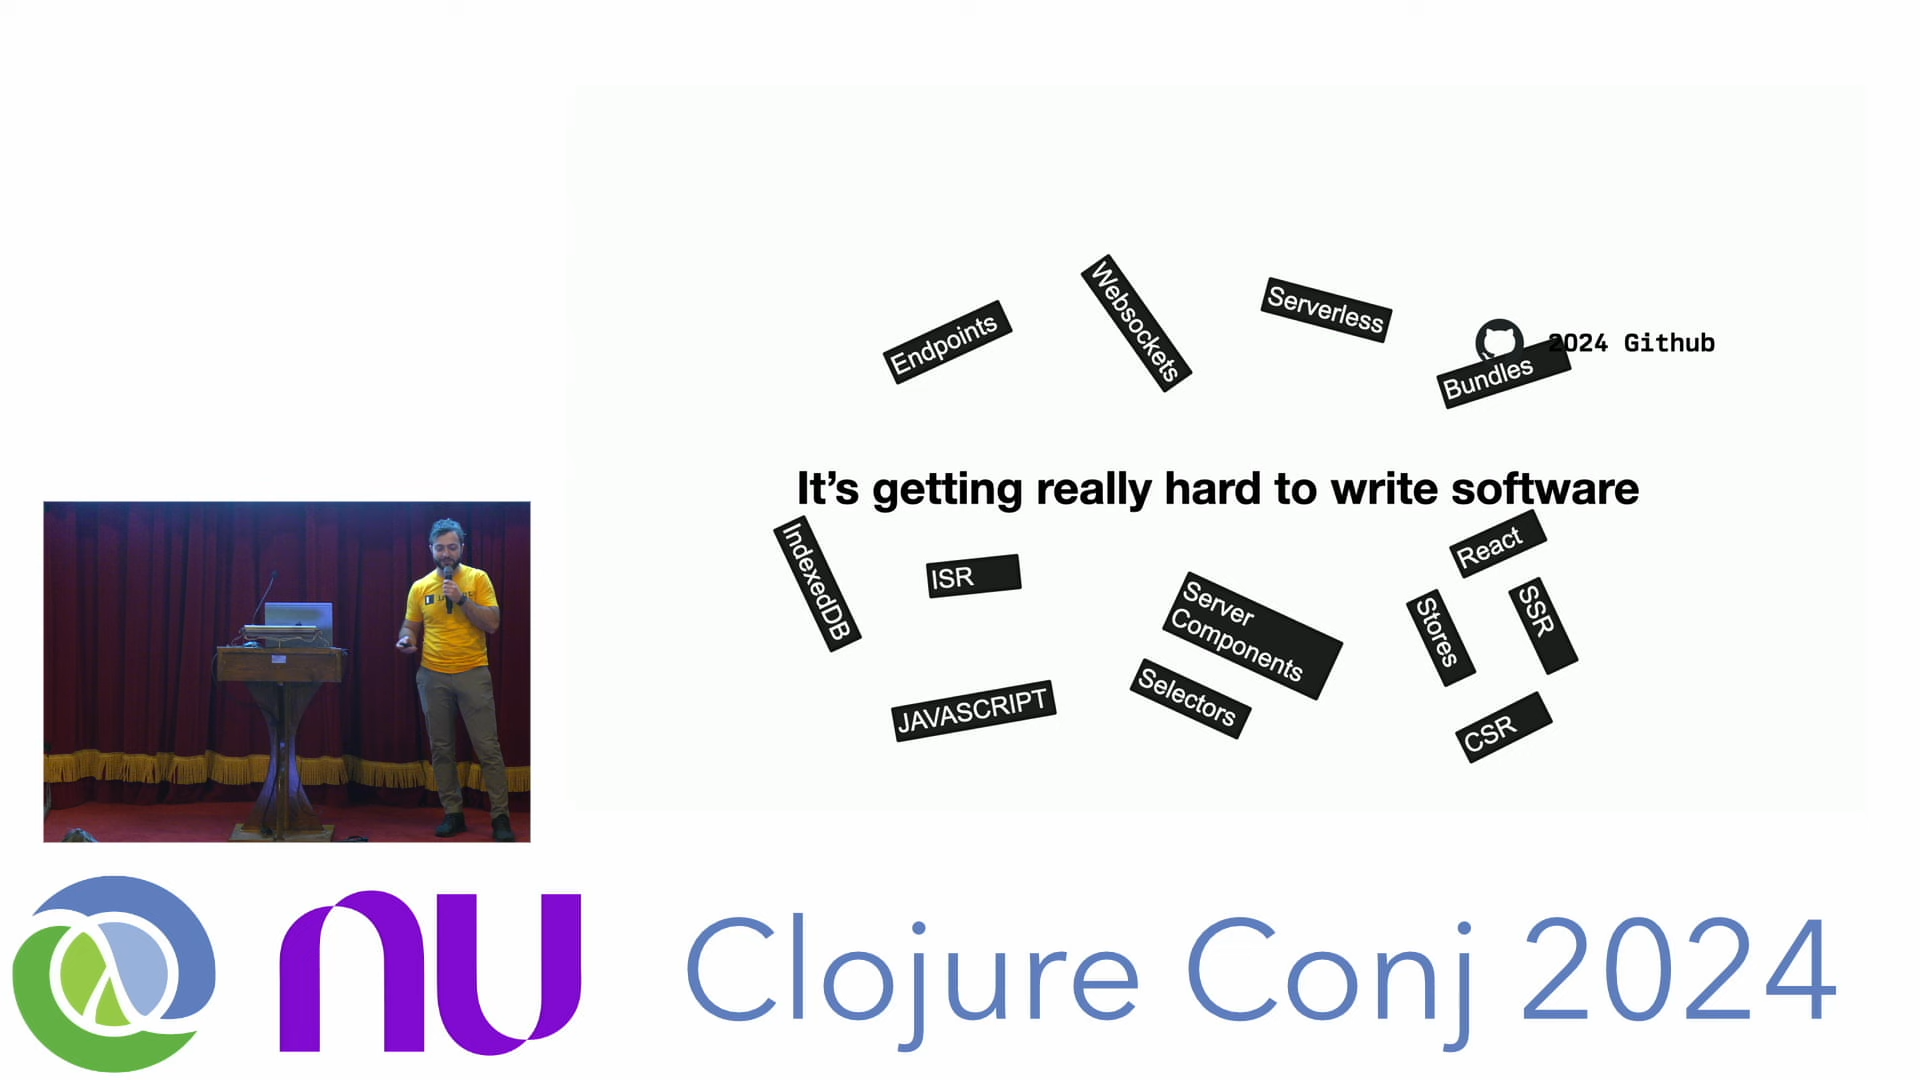 Websockets
Serverless
Endpoints
2024 Github
Bundles
It's getting really hard to write software
IndexedDB
ISR
Server
Components
React
Stores
SSR
Selectors
JAVASCRIPT
CSR
nu
Clojure Conj 2024